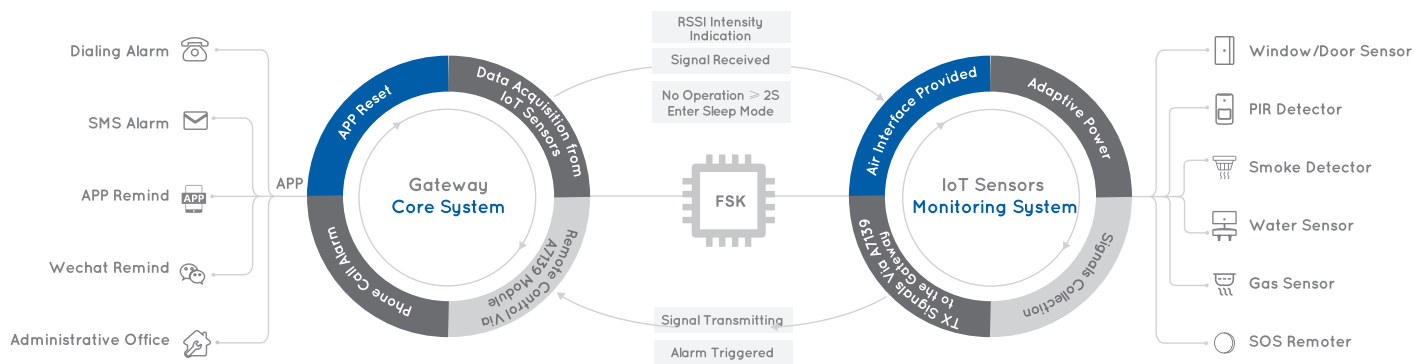 Dialing Alarm
SMS Alarm
APP Remind
APP
Wechat Remind
Administrative Office
APP
APP Reset
Data Acquisition from
IoT Sensors
Gateway
Core System
Phone Call Alarm
Remote Control Via
A7139 Module
RSSI Intensity
Indication
Signal Received
No Operation ≥ 2S
Enter Sleep Mode
FSK
Signal Transmitting
Alarm Triggered
Air Interface Provided
Adaptive Power
IoT Sensors
Monitoring System
TX Signals Via A7139
to the Gateway
Signals Collection
Window/Door Sensor
PIR Detector
Smoke Detector
Water Sensor
Gas Sensor
SOS Remoter